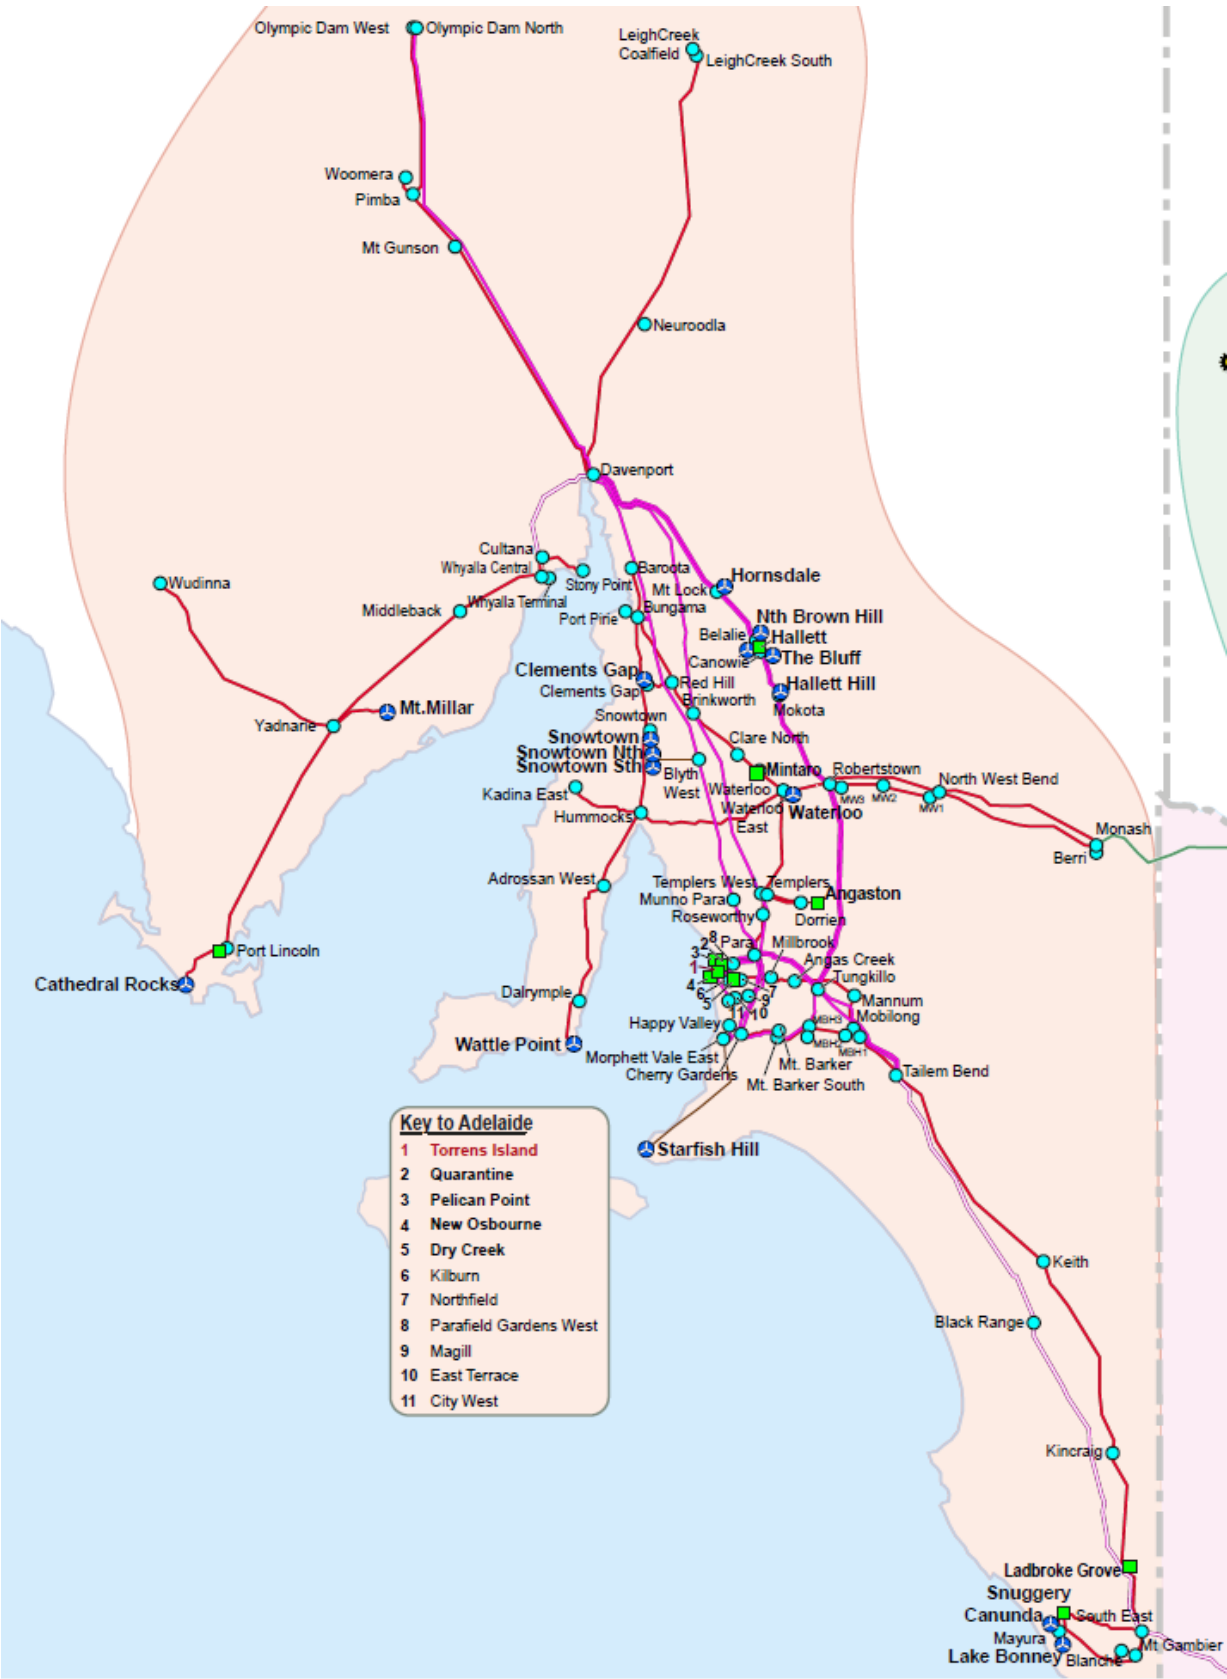 Olympic Dam West
Olympic Dam North
LeighCreek
Coalfield
LeighCreek South
Woomera
Pimba
Mt Gunson
Neuroodla
Davenport
Cultana
Whyalla Central
Stony Point
Whyalla Terminal
Wudinna
Middleback
Baroota
Hornsdale
Mt Lock
Bungama
Port Pirie
Nth Brown Hill
Belalie
Hallett
Canowie
The Bluff
Clements Gap
Clements Gap
Red Hill
Hallett Hill
Brinkworth
Mokota
Mt.Millar
Yadnarie
Snowtown
Snowtown
Snowtown Nth
Snowtown Sth
Clare North
Blyth
West
Mintaro
Robertstown
Waterloo
Waterloo
East
Waterloo
MW3
MW2
MW1
North West Bend
Kadina East
Hummocks
Monash
Berri
Adrossan West
Templers West
Templers
Angaston
Munno Para
Roseworthy
Dorrien
Port Lincoln
Cathedral Rocks
8
2
3
1
4
6
5
11
10
9
7
Para
Millbrook
Angas Creek
Tungkillo
Mannum
Mobilong
Dalrymple
Wattle Point
Happy Valley
MBH3
MBH2
MBH1
Morphett Vale East
Mt. Barker
Cherry Gardens
Mt. Barker South
Tailem Bend
Starfish Hill
Key to Adelaide
1 Torrens Island
2 Quarantine
3 Pelican Point
4 New Osbourne
5 Dry Creek
6 Kilburn
7 Northfield
8 Parafield Gardens West
9 Magill
10 East Terrace
11 City West
Keith
Black Range
Kincraig
Ladbroke Grove
Snuggery
Canunda
South East
Mayura
Mt Gambier
Lake Bonney
Blanche